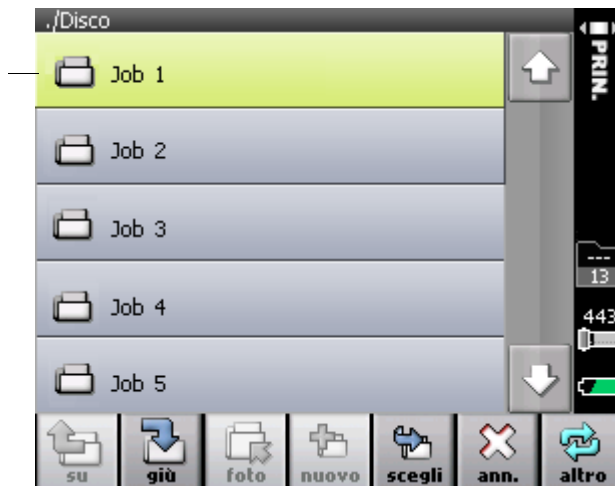 ./Disco
Job 1
Job 2
Job 3
Job 4
Job 5
PRIN.
---
13
443
su giù foto nuovo scegli ann. altro